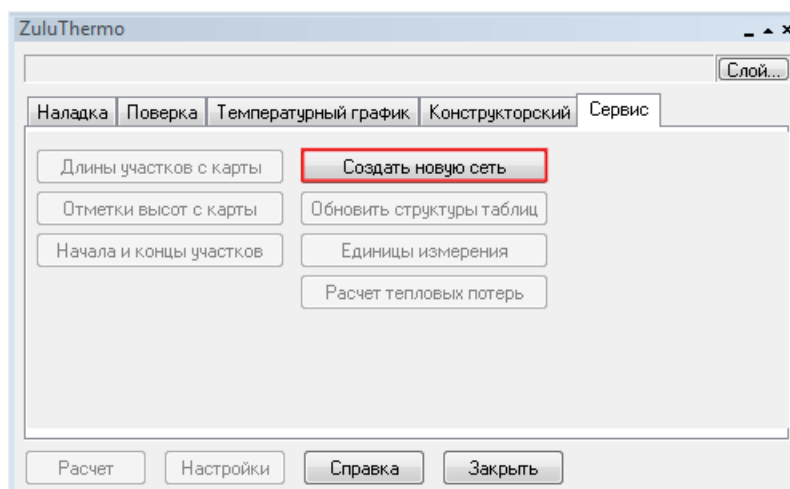 ZuluThermo
Слой...
Наладка Поверка Температурный график Конструкторский Сервис
Длины участков с карты Создать новую сеть
Отметки высот с карты Обновить структуры таблиц
Начала и концы участков Единицы измерения
Расчет тепловых потерь
Расчет Настройки Справка Закрыть